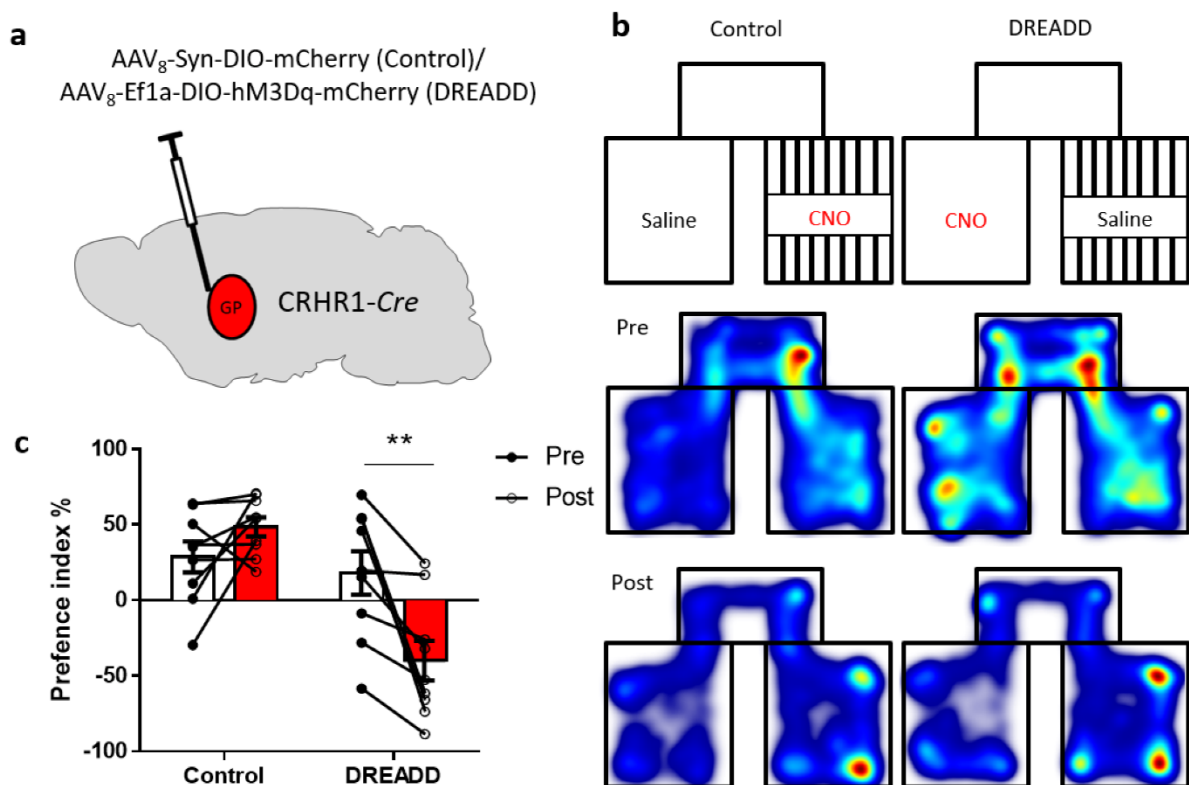 a
AAV₈-Syn-DIO-mCherry (Control)/
AAV₈-Ef1a-DIO-hM3Dq-mCherry (DREADD)
GP
CRHR1-Cre
b
Control
DREADD
Saline
CNO
CNO
Saline
Pre
Post
c
**
Pre
Post
Prefence index %
100
50
0
-50
-100
Control
DREADD